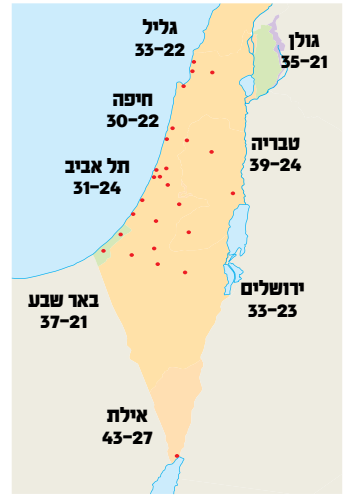 גליל
33-22
גולן
35-21
חיפה
30-22
טבריה
39-24
תל אביב
31-24
ירושלים
33-23
באר שבע
37-21
אילת
43-27